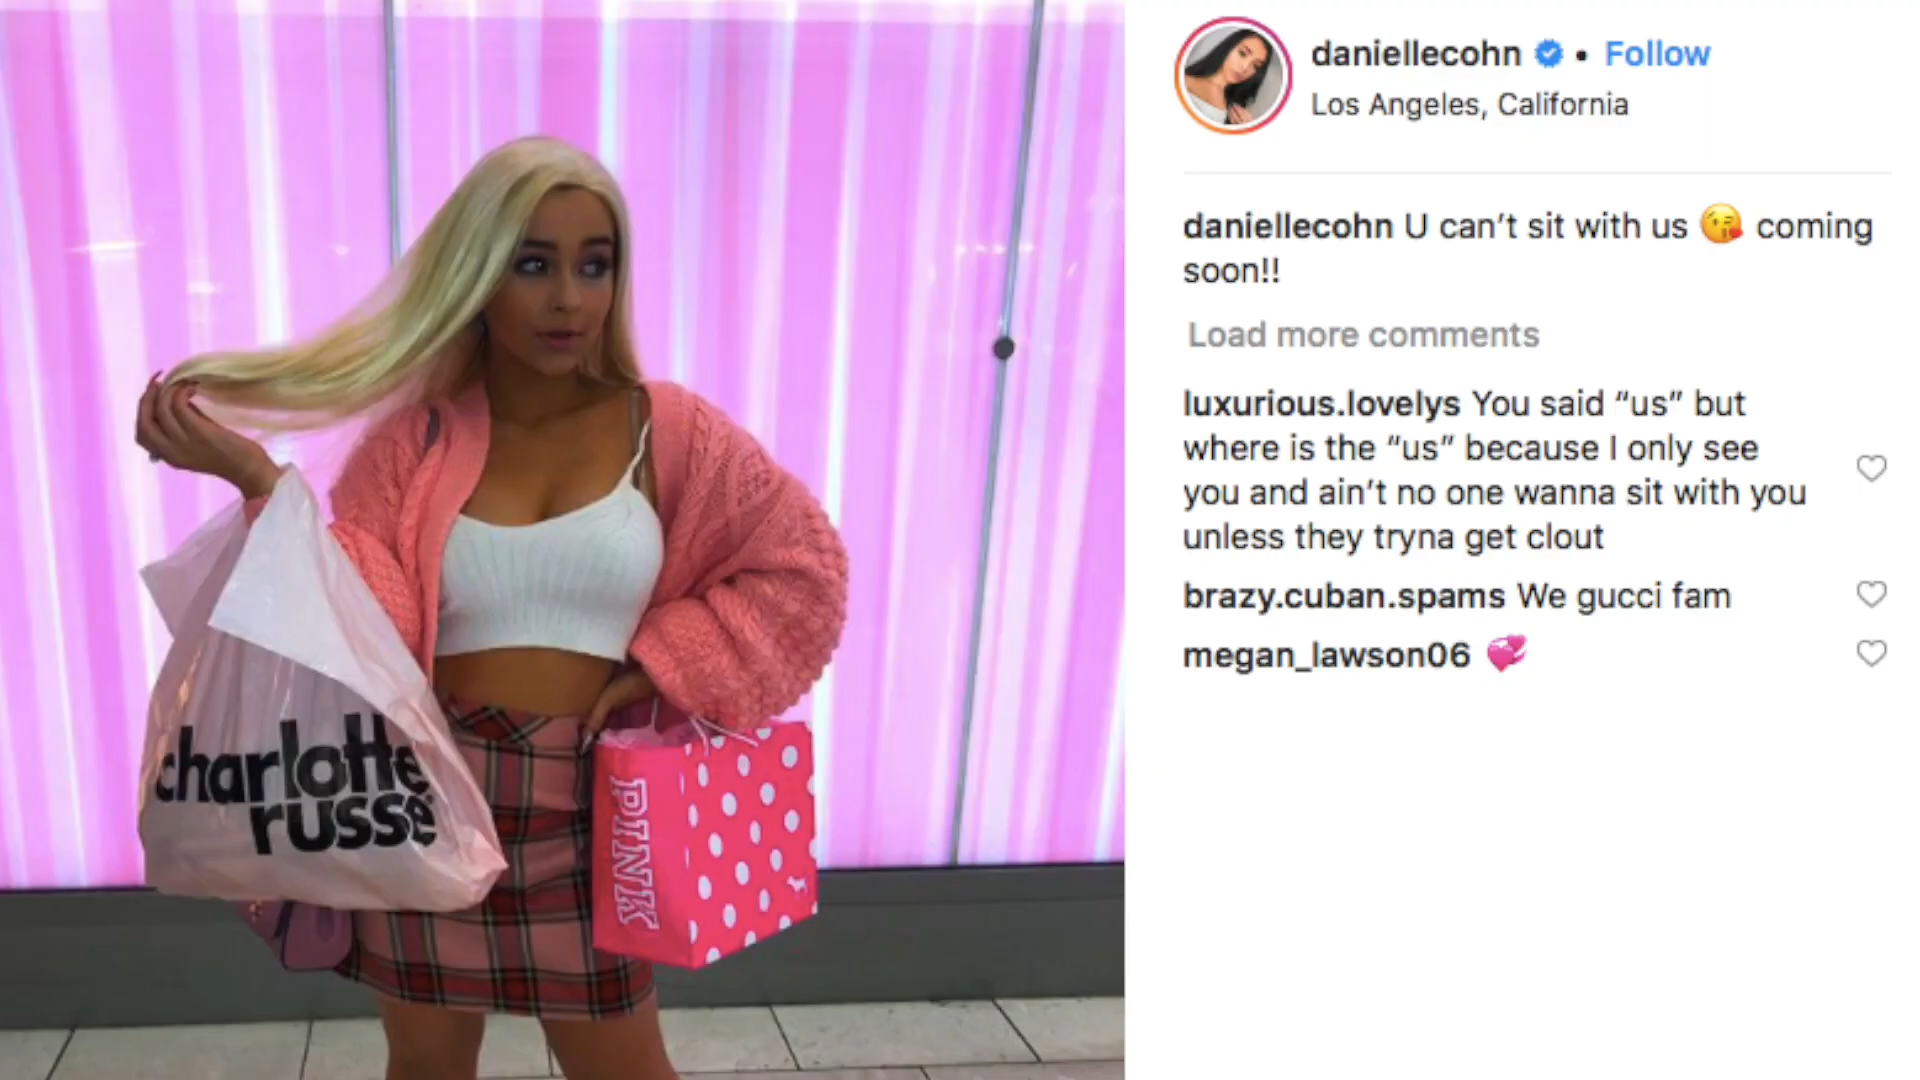 daniellecohn • Follow
Los Angeles, California
daniellecohn U can’t sit with us 😘 coming
soon!!
Load more comments
luxurious.lovelys You said “us” but
where is the “us” because I only see
you and ain’t no one wanna sit with you
unless they tryna get clout
brazy.cuban.spams We gucci fam
megan_lawson06 💞
charlotte
russe
PINK